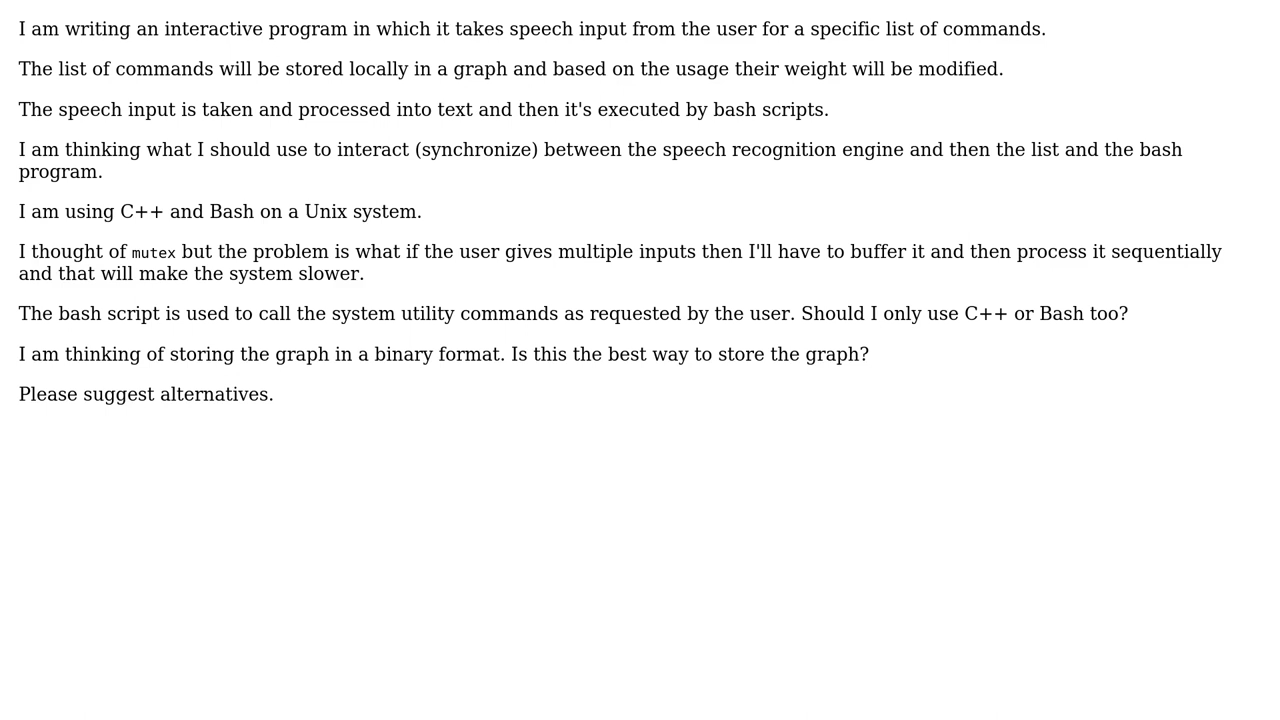 I am writing an interactive program in which it takes speech input from the user for a specific list of commands.
The list of commands will be stored locally in a graph and based on the usage their weight will be modified.
The speech input is taken and processed into text and then it's executed by bash scripts.
I am thinking what I should use to interact (synchronize) between the speech recognition engine and then the list and the bash
program.
I am using C++ and Bash on a Unix system.
I thought of mutex but the problem is what if the user gives multiple inputs then I'll have to buffer it and then process it sequentially
and that will make the system slower.
The bash script is used to call the system utility commands as requested by the user. Should I only use C++ or Bash too?
I am thinking of storing the graph in a binary format. Is this the best way to store the graph?
Please suggest alternatives.